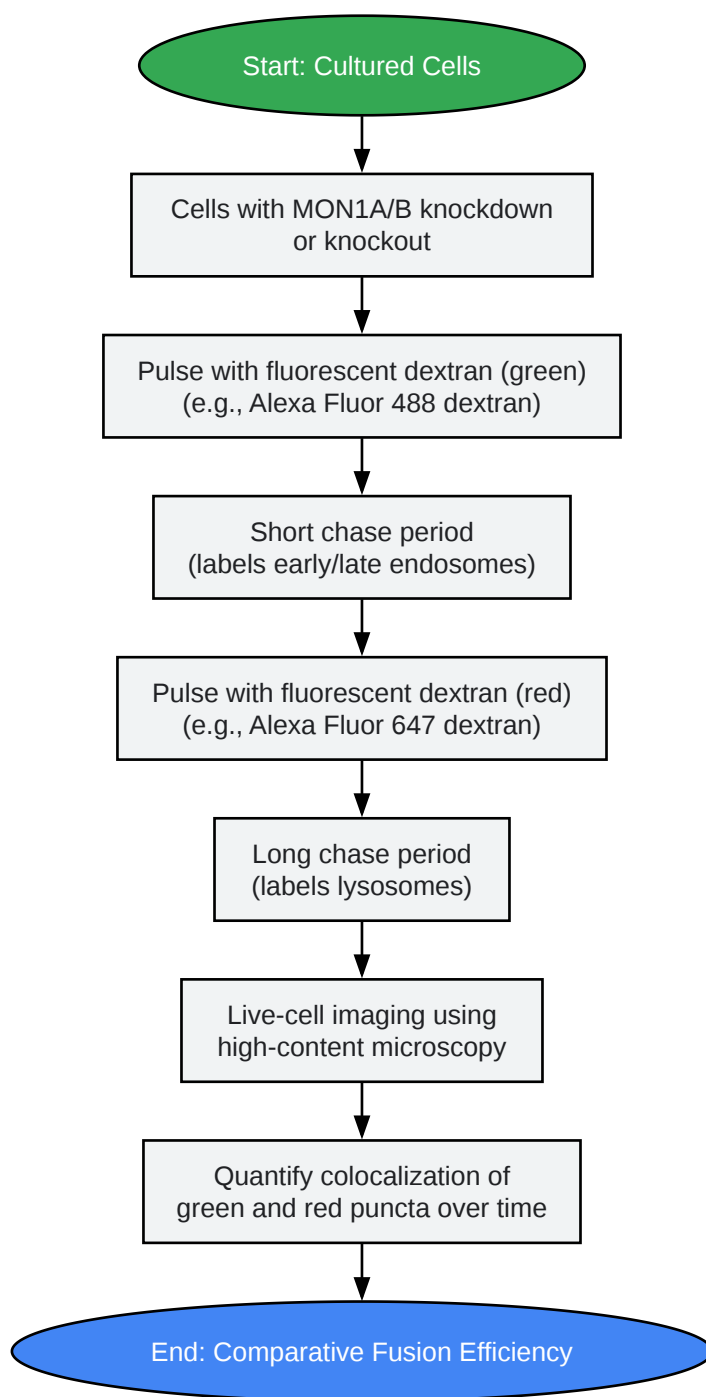 Start: Cultured Cells
Cells with MON1A/B knockdown
or knockout
Pulse with fluorescent dextran (green)
(e.g., Alexa Fluor 488 dextran)
Short chase period
(labels early/late endosomes)
Pulse with fluorescent dextran (red)
(e.g., Alexa Fluor 647 dextran)
Long chase period
(labels lysosomes)
Live-cell imaging using
high-content microscopy
Quantify colocalization of
green and red puncta over time
End: Comparative Fusion Efficiency